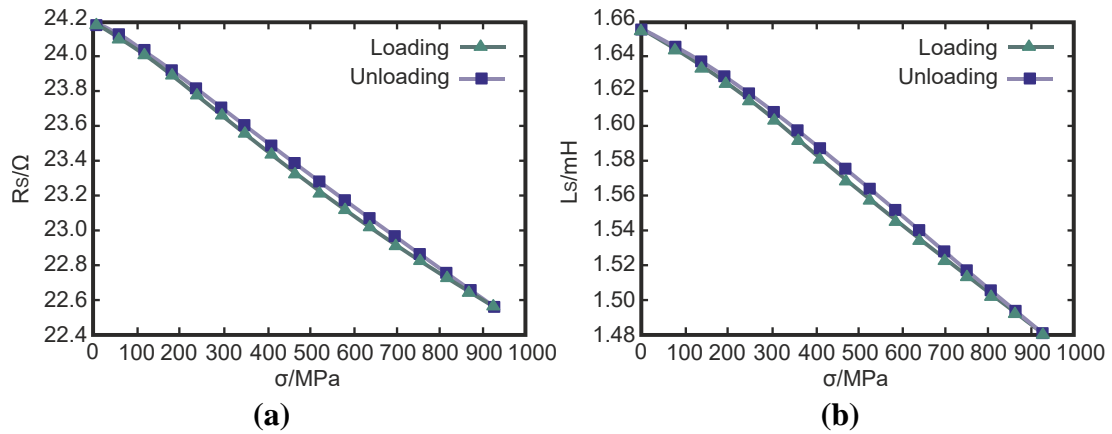 24.2
24.0
23.8
23.6
23.4
23.2
23.0
22.8
22.6
22.4
Rs/Ω
Loading
Unloading
0 100 200 300 400 500 600 700 800 900 1000
σ/MPa
(a)
1.66
1.64
1.62
1.60
1.58
1.56
1.54
1.52
1.50
1.48
Ls/mH
Loading
Unloading
0 100 200 300 400 500 600 700 800 900 1000
σ/MPa
(b)